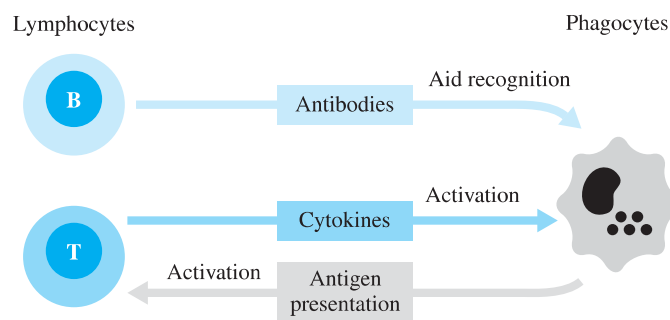 Lymphocytes
Phagocytes
B
Antibodies
Aid recognition
T
Cytokines
Activation
Activation
Antigen
presentation